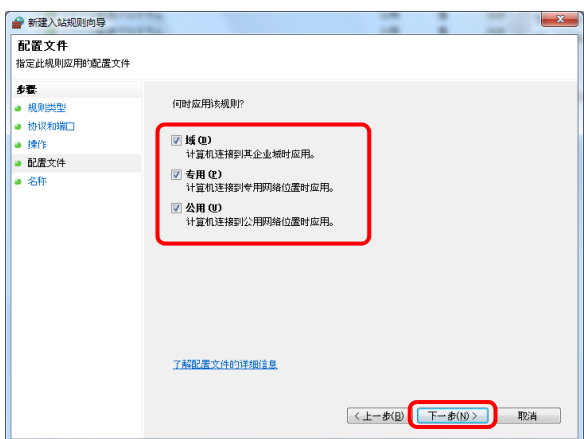 新建入站规则向导
配置文件
指定此规则应用的配置文件
步骤:
规则类型
协议和端口
操作
配置文件
名称
何时应用该规则?
域(D)
计算机连接到其企业域时应用。
专用(P)
计算机连接到专用网络位置时应用。
公用(U)
计算机连接到公用网络位置时应用。
了解配置文件的详细信息
< 上一步(B)
下一步(N) >
取消